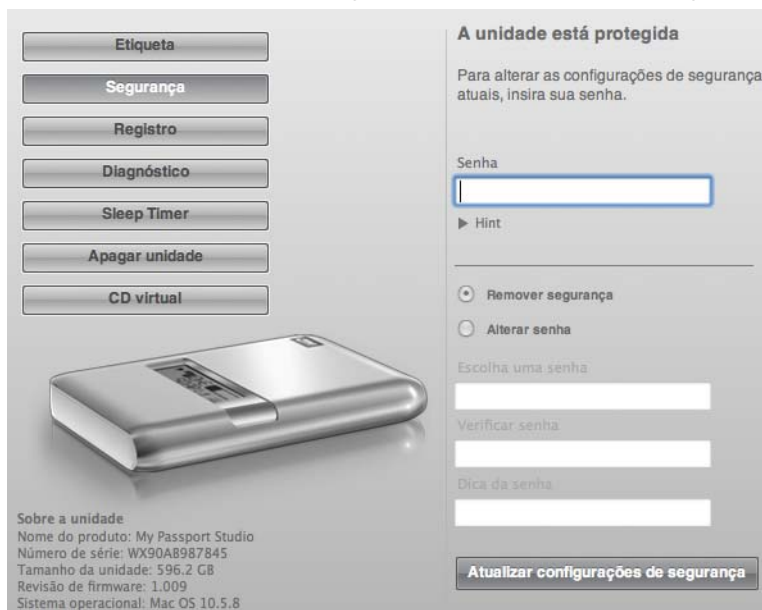 Etiqueta
Segurança
Registro
Diagnóstico
Sleep Timer
Apagar unidade
CD virtual
Sobre a unidade
Nome do produto: My Passport Studio
Número de série: WX90AB987845
Tamanho da unidade: 596.2 GB
Revisão de firmware: 1.009
Sistema operacional: Mac OS 10.5.8
A unidade está protegida
Para alterar as configurações de segurança
atuais, insira sua senha.
Senha
Hint
Remover segurança
Alterar senha
Escolha uma senha
Verificar senha
Dica da senha
Atualizar configurações de segurança